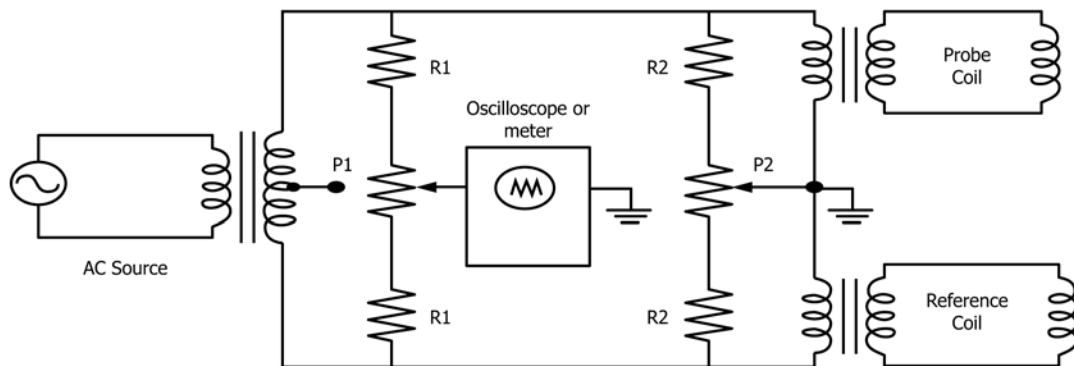 R1
R2
Probe
Coil
Oscilloscope or
meter
P1
P2
AC Source
R1
R2
Reference
Coil